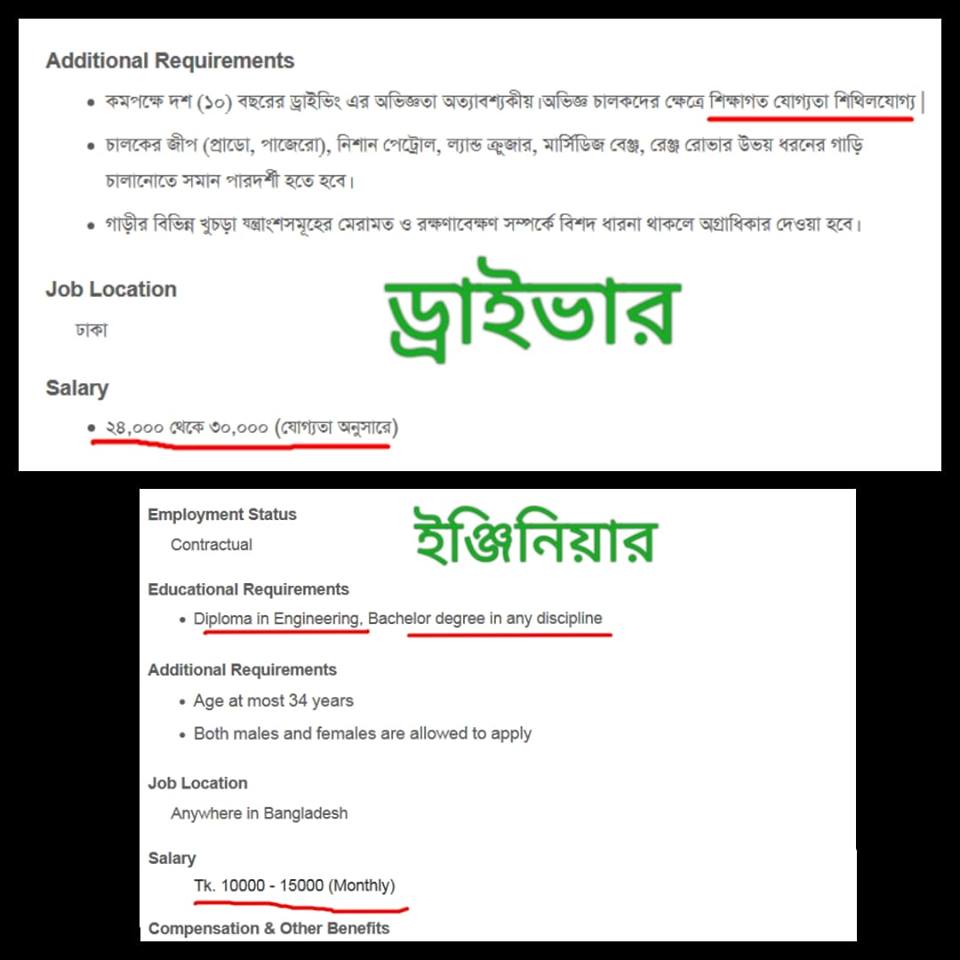 Additional Requirements
• কমপক্ষে দশ (১০) বছরের ড্রাইভিং এর অভিজ্ঞতা অত্যাবশ্যকীয়।অভিজ্ঞ চালকদের ক্ষেত্রে শিক্ষাগত যোগ্যতা শিথিলযোগ্য|
• চালকের জীপ (প্রাডো, পাজেরো), নিশান পেট্রোল, ল্যান্ড ক্রুজার, মার্সিডিজ বেঞ্জ, রেঞ্জ রোভার উভয় ধরনের গাড়ি
চালানোতে সমান পারদর্শী হতে হবে।
• গাড়ীর বিভিন্ন খুচড়া যন্ত্রাংশসমূহের মেরামত ও রক্ষণাবেক্ষণ সম্পর্কে বিশদ ধারনা থাকলে অগ্রাধিকার দেওয়া হবে।
Job Location
ঢাকা
ড্রাইভার
Salary
• ২৪,০০০ থেকে ৩০,০০০ (যোগ্যতা অনুসারে)
Employment Status
Contractual
ইঞ্জিনিয়ার
Educational Requirements
• Diploma in Engineering, Bachelor degree in any discipline
Additional Requirements
• Age at most 34 years
• Both males and females are allowed to apply
Job Location
Anywhere in Bangladesh
Salary
Tk. 10000 - 15000 (Monthly)
Compensation & Other Benefits